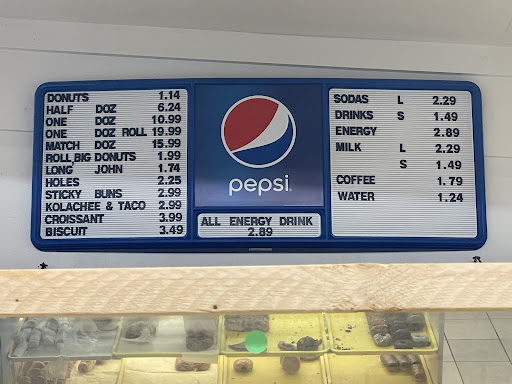 DONUTS 1.14
HALF DOZ 6.24
ONE DOZ 10.99
ONE DOZ ROLL 19.99
MATCH DOZ 15.99
ROLL,BIG DONUTS 1.99
LONG JOHN 1.74
HOLES 2.25
STICKY BUNS 2.99
KOLACHEE & TACO 2.99
CROISSANT 3.99
BISCUIT 3.49
pepsi
ALL ENERGY DRINK
2.89
SODAS L 2.29
DRINKS S 1.49
ENERGY 2.89
MILK L 2.29
S 1.49
COFFEE 1.79
WATER 1.24